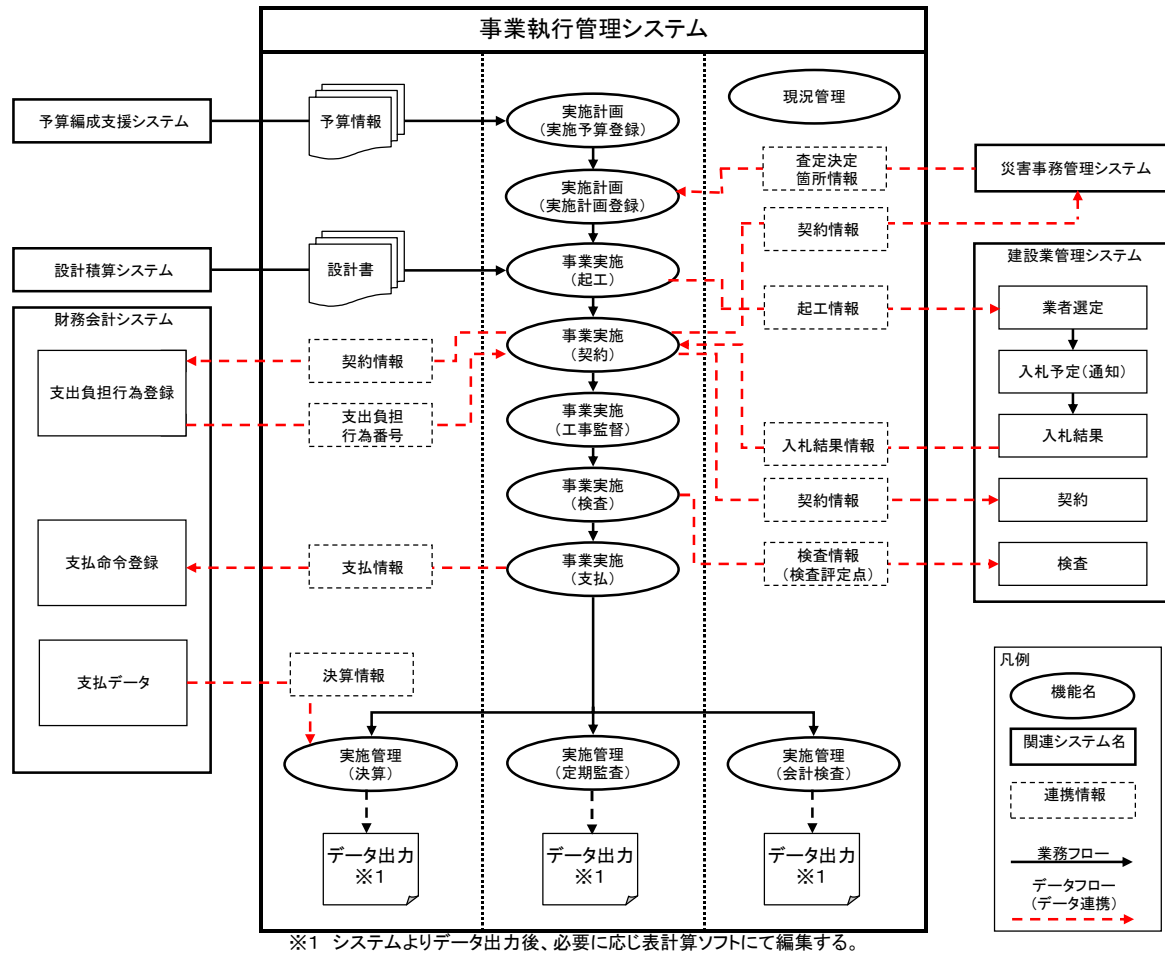 事業執行管理システム
予算編成支援システム
予算情報
実施計画
(実施予算登録)
現況管理
実施計画
(実施計画登録)
査定決定
箇所情報
災害事務管理システム
契約情報
設計積算システム
設計書
事業実施
(起工)
建設業管理システム
起工情報
業者選定
財務会計システム
支出負担行為登録
契約情報
支出負担
行為番号
事業実施
(契約)
入札予定(通知)
事業実施
(工事監督)
入札結果情報
入札結果
事業実施
(検査)
契約情報
契約
支払命令登録
支払情報
事業実施
(支払)
検査情報
(検査評定点)
検査
支払データ
決算情報
実施管理
(決算)
実施管理
(定期監査)
実施管理
(会計検査)
データ出力
※1
データ出力
※1
データ出力
※1
凡例
機能名
関連システム名
連携情報
業務フロー
データフロー
(データ連携)
※1 システムよりデータ出力後、必要に応じ表計算ソフトにて編集する。